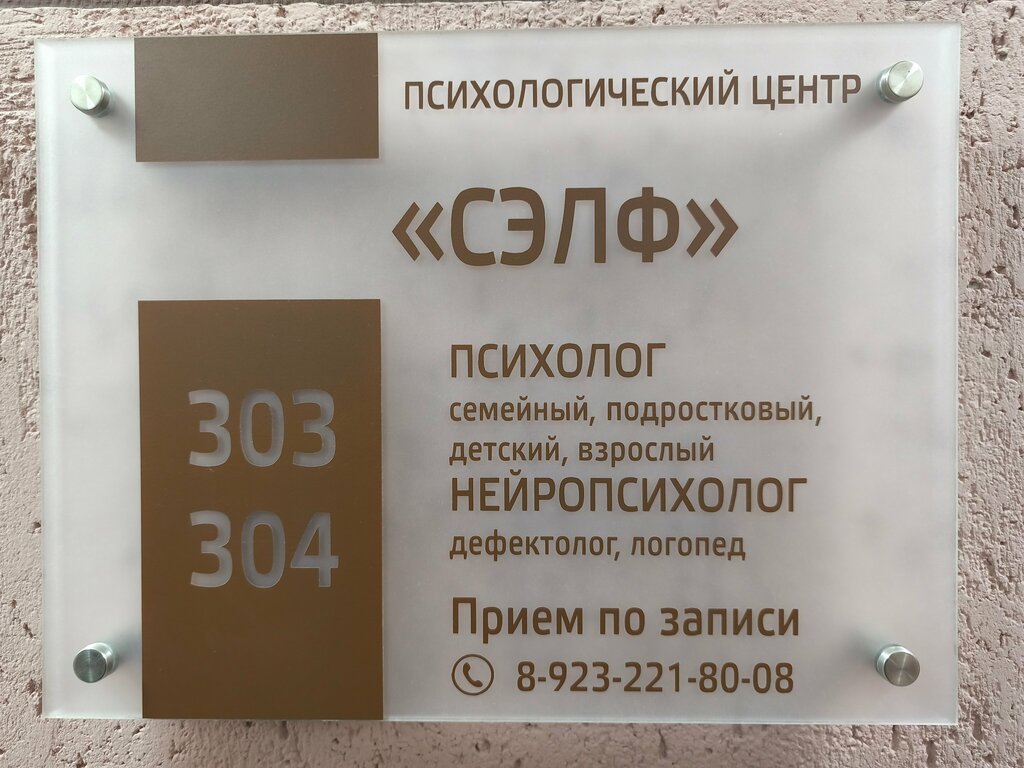 ПСИХОЛОГИЧЕСКИЙ ЦЕНТР
«СЭЛФ»
303
304
ПСИХОЛОГ
семейный, подростковый,
детский, взрослый
НЕЙРОПСИХОЛОГ
дефектолог, логопед
Прием по записи
8-923-221-80-08